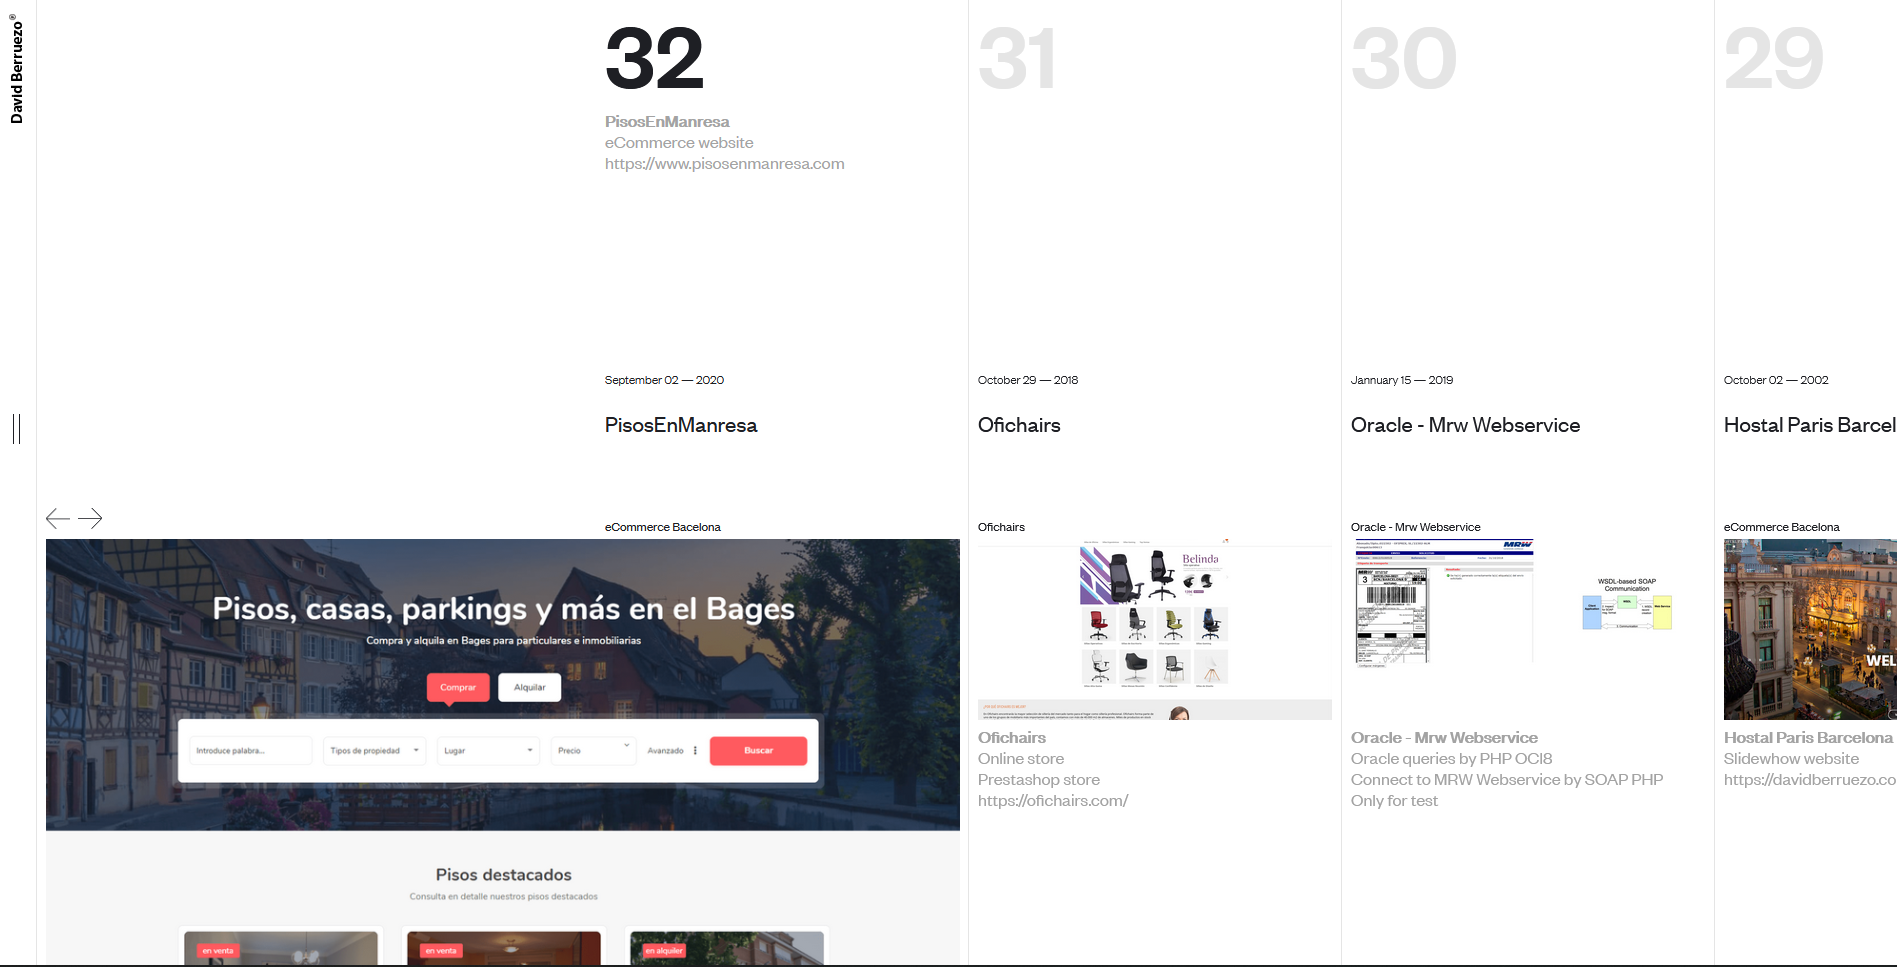 David Berruezo®
32
PisosEnManresa
eCommerce website
https://www.pisosenmanresa.com
September 02 — 2020
PisosEnManresa
eCommerce Bacelona
Pisos, casas, parkings y más en el Bages
Compra y alquila en Bages para particulares e inmobiliarias
Comprar
Alquilar
Introduce palabra...
Tipos de propiedad
Lugar
Precio
Avanzado
Buscar
Pisos destacados
Consulta en detalle nuestros pisos destacados
en venta
en venta
en alquiler
31
October 29 — 2018
Ofichairs
Ofichairs
Belinda
Ofichairs
Online store
Prestashop store
https://ofichairs.com/
30
Jannuary 15 — 2019
Oracle - Mrw Webservice
Oracle - Mrw Webservice
MRW
3
WSDL-based SOAP
Communication
Oracle - Mrw Webservice
Oracle queries by PHP OCI8
Connect to MRW Webservice by SOAP PHP
Only for test
29
October 02 — 2002
Hostal Paris Barcel
eCommerce Bacelona
WEL
Hostal Paris Barcelona
Slidewhow website
https://davidberruezo.co